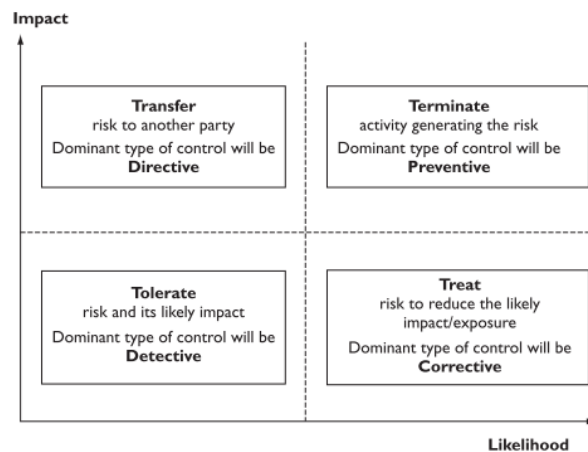 Impact
Transfer
risk to another party
Dominant type of control will be
Directive
Terminate
activity generating the risk
Dominant type of control will be
Preventive
Tolerate
risk and its likely impact
Dominant type of control will be
Detective
Treat
risk to reduce the likely
impact/exposure
Dominant type of control will be
Corrective
Likelihood